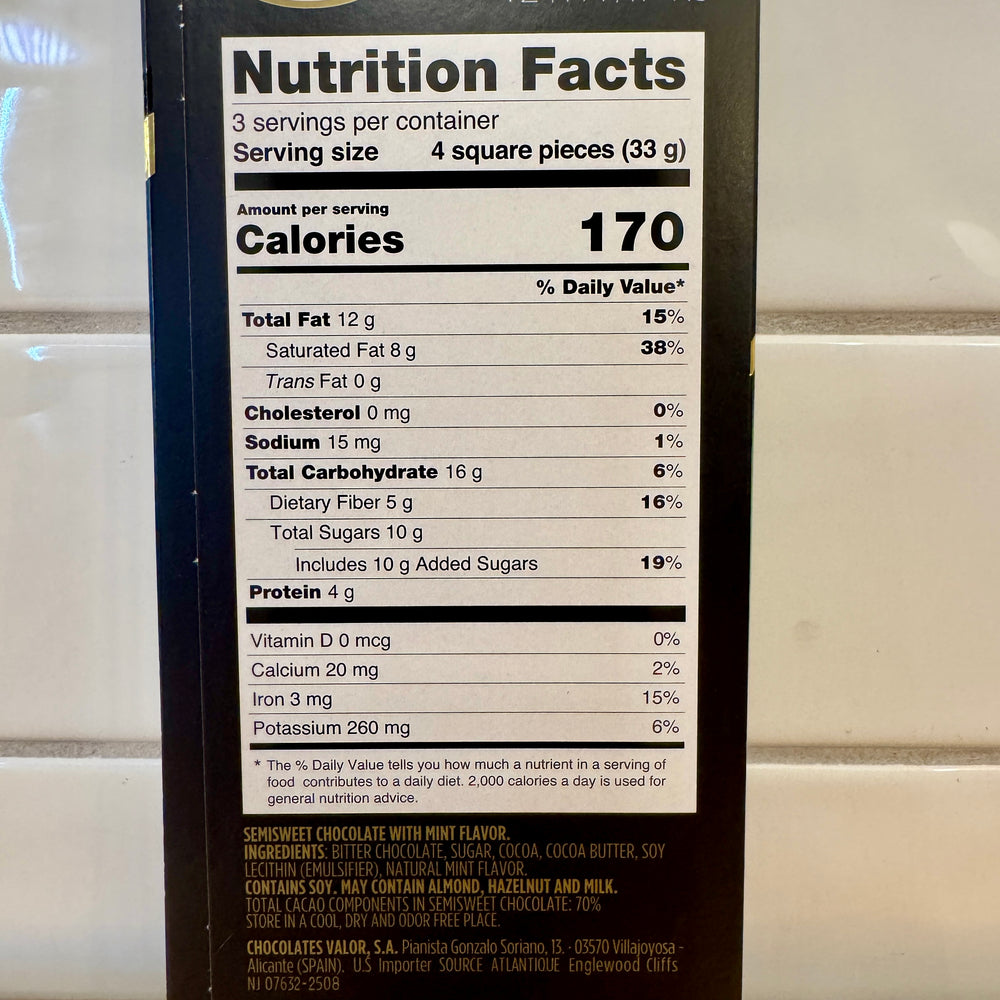 Nutrition Facts
3 servings per container
Serving size 4 square pieces (33 g)
Amount per serving
Calories 170
% Daily Value*
Total Fat 12 g 15%
Saturated Fat 8 g 38%
Trans Fat 0 g
Cholesterol 0 mg 0%
Sodium 15 mg 1%
Total Carbohydrate 16 g 6%
Dietary Fiber 5 g 16%
Total Sugars 10 g
Includes 10 g Added Sugars 19%
Protein 4 g
Vitamin D 0 mcg 0%
Calcium 20 mg 2%
Iron 3 mg 15%
Potassium 260 mg 6%
* The % Daily Value tells you how much a nutrient in a serving of
food contributes to a daily diet. 2,000 calories a day is used for
general nutrition advice.
SEMISWEET CHOCOLATE WITH MINT FLAVOR.
INGREDIENTS: BITTER CHOCOLATE, SUGAR, COCOA, COCOA BUTTER, SOY
LECITHIN (EMULSIFIER), NATURAL MINT FLAVOR.
CONTAINS SOY. MAY CONTAIN ALMOND, HAZELNUT AND MILK.
TOTAL CACAO COMPONENTS IN SEMISWEET CHOCOLATE: 70%
STORE IN A COOL, DRY AND ODOR FREE PLACE.
CHOCOLATES VALOR, S.A. Pianista Gonzalo Soriano, 13. - 03570 Villajoyosa -
Alicante (SPAIN). U.S Importer SOURCE ATLANTIQUE Englewood Cliffs
NJ 07632-2508